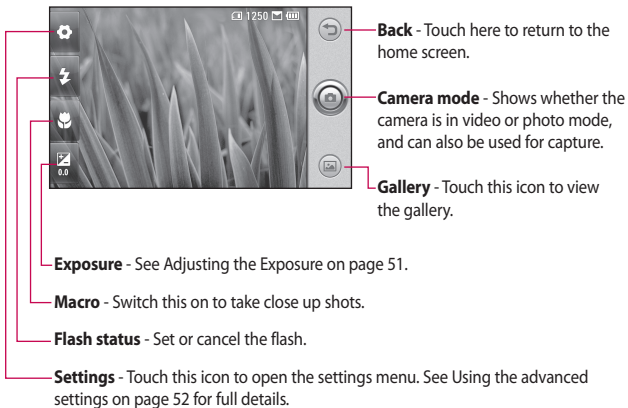 1250
0.0
Back - Touch here to return to the
home screen.
Camera mode - Shows whether the
camera is in video or photo mode,
and can also be used for capture.
Gallery - Touch this icon to view
the gallery.
Exposure - See Adjusting the Exposure on page 51.
Macro - Switch this on to take close up shots.
Flash status - Set or cancel the flash.
Settings - Touch this icon to open the settings menu. See Using the advanced
settings on page 52 for full details.